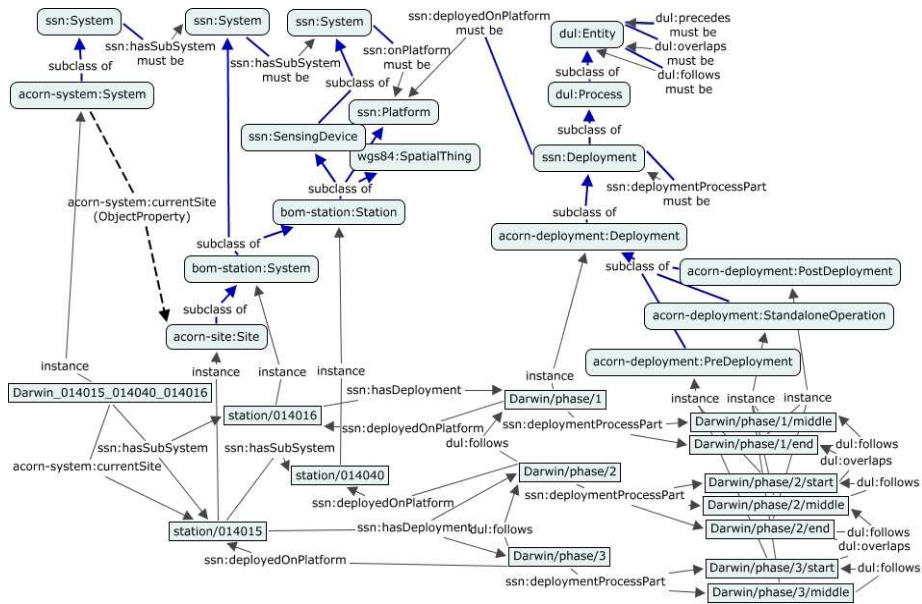 ssn:System
ssn:System
ssn:System
ssn:deployedOnPlatform
must be
dul:Entity
dul:precedes
must be
dul:overlaps
must be
dul:follows
must be
ssn:hasSubSystem
must be
ssn:hasSubSystem
must be
ssn:onPlatform
must be
subclass of
subclass of
subclass of
acorn-system:System
dul:Process
ssn:Platform
subclass of
ssn:SensingDevice
wgs84:SpatialThing
ssn:Deployment
ssn:deploymentProcessPart
must be
subclass of
subclass of
acorn-system:currentSite
(ObjectProperty)
bom-station:Station
acorn-deployment:Deployment
subclass of
subclass of
bom-station:System
acorn-deployment:PostDeployment
subclass of
acorn-deployment:StandaloneOperation
acorn-site:Site
acorn-deployment:PreDeployment
instance
instance
instance
instance
instance
instance
instance
instance
Darwin_014015_014040_014016
ssn:hasDeployment
Darwin/phase/1
station/014016
ssn:deployedOnPlatform
ssn:deploymentProcessPart
Darwin/phase/1/middle
Darwin/phase/1/end
dul:follows
dul:overlaps
ssn:hasSubSystem
ssn:hasSubSystem
dul:follows
acorn-system:currentSite
station/014040
Darwin/phase/2
Darwin/phase/2/start
dul:follows
ssn:deployedOnPlatform
ssn:deploymentProcessPart
Darwin/phase/2/middle
station/014015
ssn:hasDeployment
dul:follows
Darwin/phase/2/end
dul:follows
dul:overlaps
ssn:deployedOnPlatform
Darwin/phase/3
Darwin/phase/3/start
dul:follows
ssn:deploymentProcessPart
Darwin/phase/3/middle